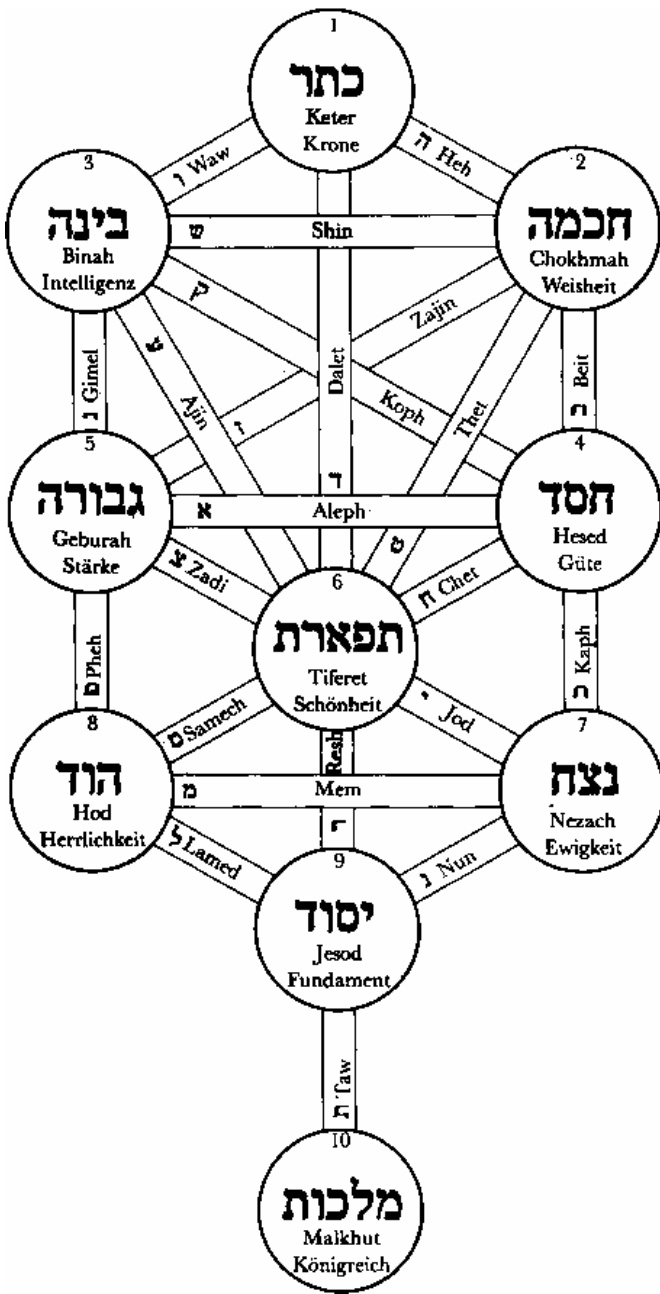 1
כתר
Keter
Krone
ו Waw
ה Heh
3
בינה
Binah
Intelligenz
2
חכמה
Chokhmah
Weisheit
ש Shin
ק Koph
Zajin ז
Dalet ד
Ajin
Thet ט
Gimel
Beit
5
גבורה
Geburah
Stärke
4
חסד
Hesed
Güte
א Aleph
צ Zadi
ח Chet
6
תפארת
Tiferet
Schönheit
Pheh
Kaph כ
ס Samech
י Jod
Resh
8
הוד
Hod
Herrlichkeit
7
נצח
Nezach
Ewigkeit
מ Mem
ל Lamed
נ Nun
9
יסוד
Jesod
Fundament
ת Taw
10
מלכות
Malkhut
Königreich